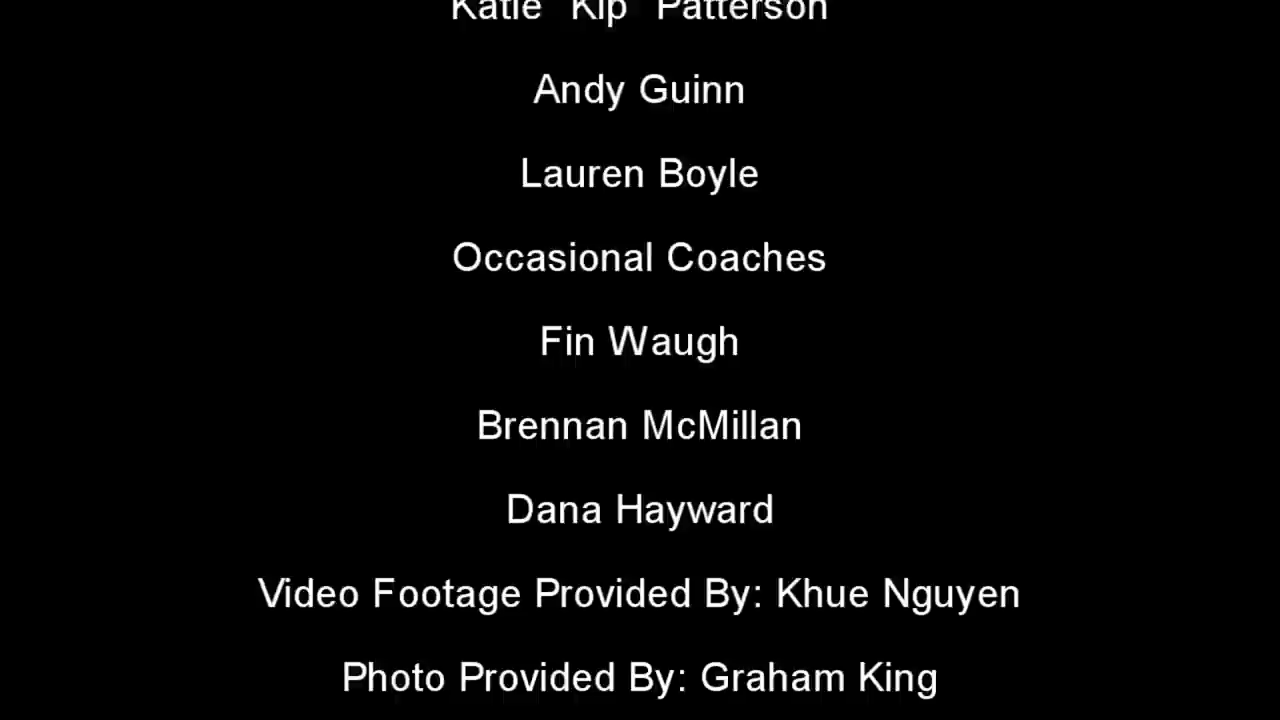 Katie "Kip" Patterson
Andy Guinn
Lauren Boyle
Occasional Coaches
Fin Waugh
Brennan McMillan
Dana Hayward
Video Footage Provided By: Khue Nguyen
Photo Provided By: Graham King